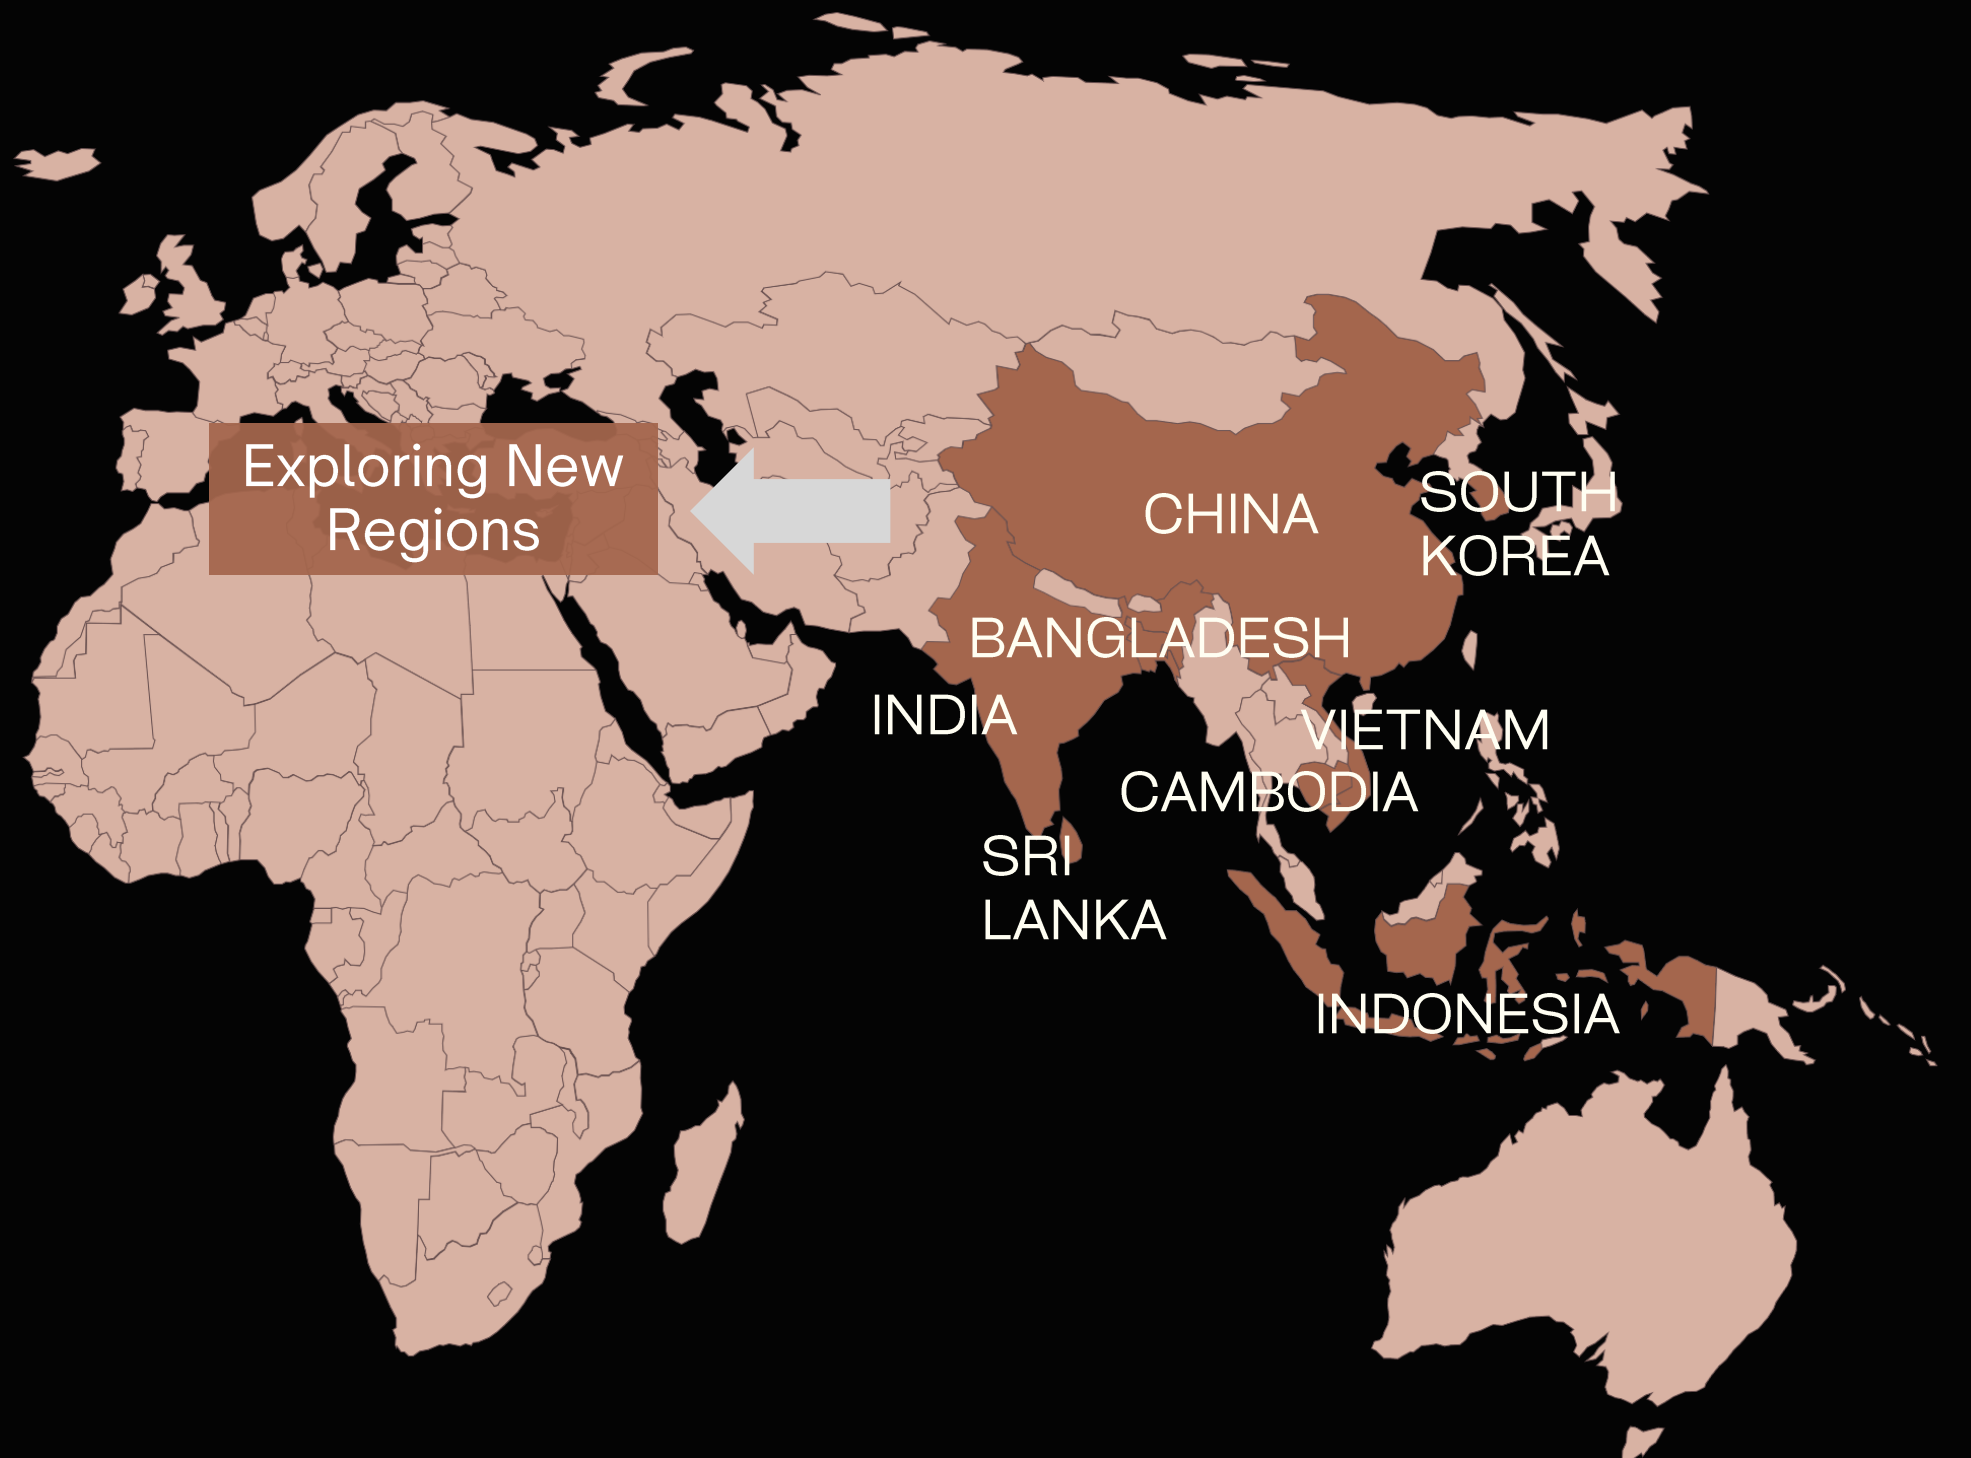 Exploring New
Regions
CHINA
SOUTH
KOREA
BANGLADESH
INDIA
VIETNAM
CAMBODIA
SRI
LANKA
INDONESIA